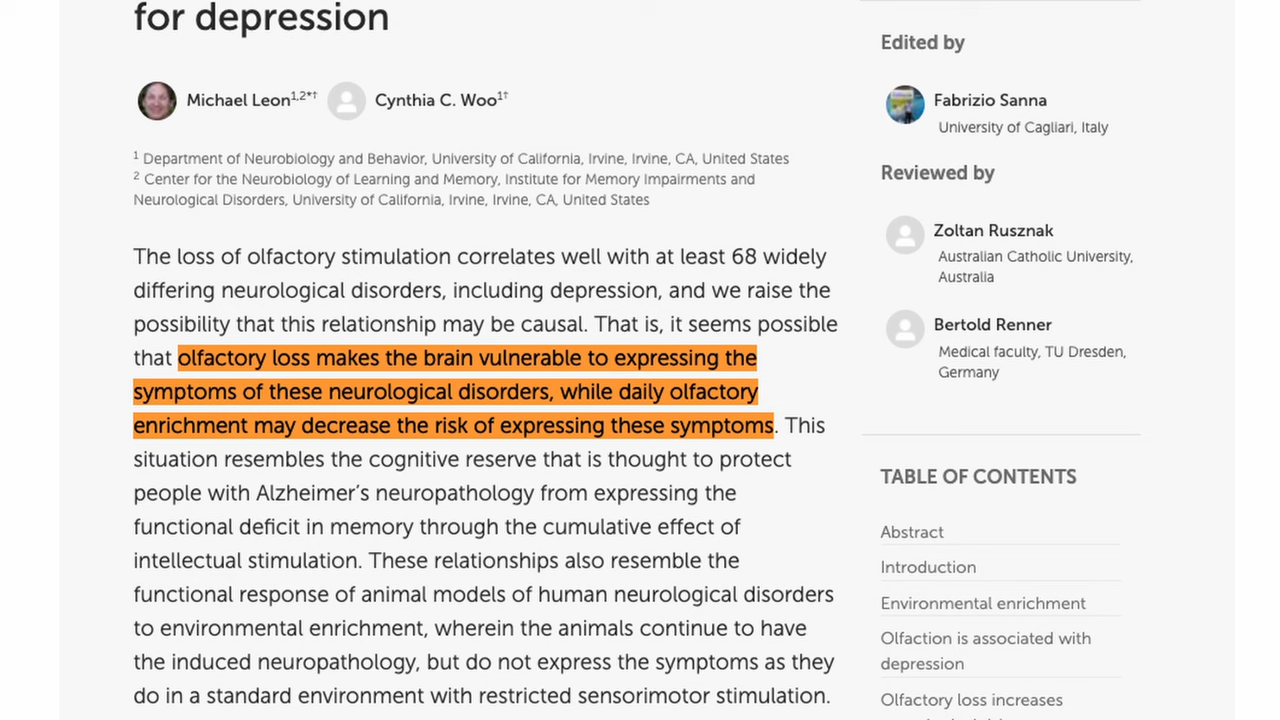 for depression
Michael Leon1,2*†
Cynthia C. Woo1†
1 Department of Neurobiology and Behavior, University of California, Irvine, Irvine, CA, United States
2 Center for the Neurobiology of Learning and Memory, Institute for Memory Impairments and
Neurological Disorders, University of California, Irvine, Irvine, CA, United States
The loss of olfactory stimulation correlates well with at least 68 widely
differing neurological disorders, including depression, and we raise the
possibility that this relationship may be causal. That is, it seems possible
that olfactory loss makes the brain vulnerable to expressing the
symptoms of these neurological disorders, while daily olfactory
enrichment may decrease the risk of expressing these symptoms. This
situation resembles the cognitive reserve that is thought to protect
people with Alzheimer’s neuropathology from expressing the
functional deficit in memory through the cumulative effect of
intellectual stimulation. These relationships also resemble the
functional response of animal models of human neurological disorders
to environmental enrichment, wherein the animals continue to have
the induced neuropathology, but do not express the symptoms as they
do in a standard environment with restricted sensorimotor stimulation.
Edited by
Fabrizio Sanna
University of Cagliari, Italy
Reviewed by
Zoltan Rusznak
Australian Catholic University,
Australia
Bertold Renner
Medical faculty, TU Dresden,
Germany
TABLE OF CONTENTS
Abstract
Introduction
Environmental enrichment
Olfaction is associated with
depression
Olfactory loss increases